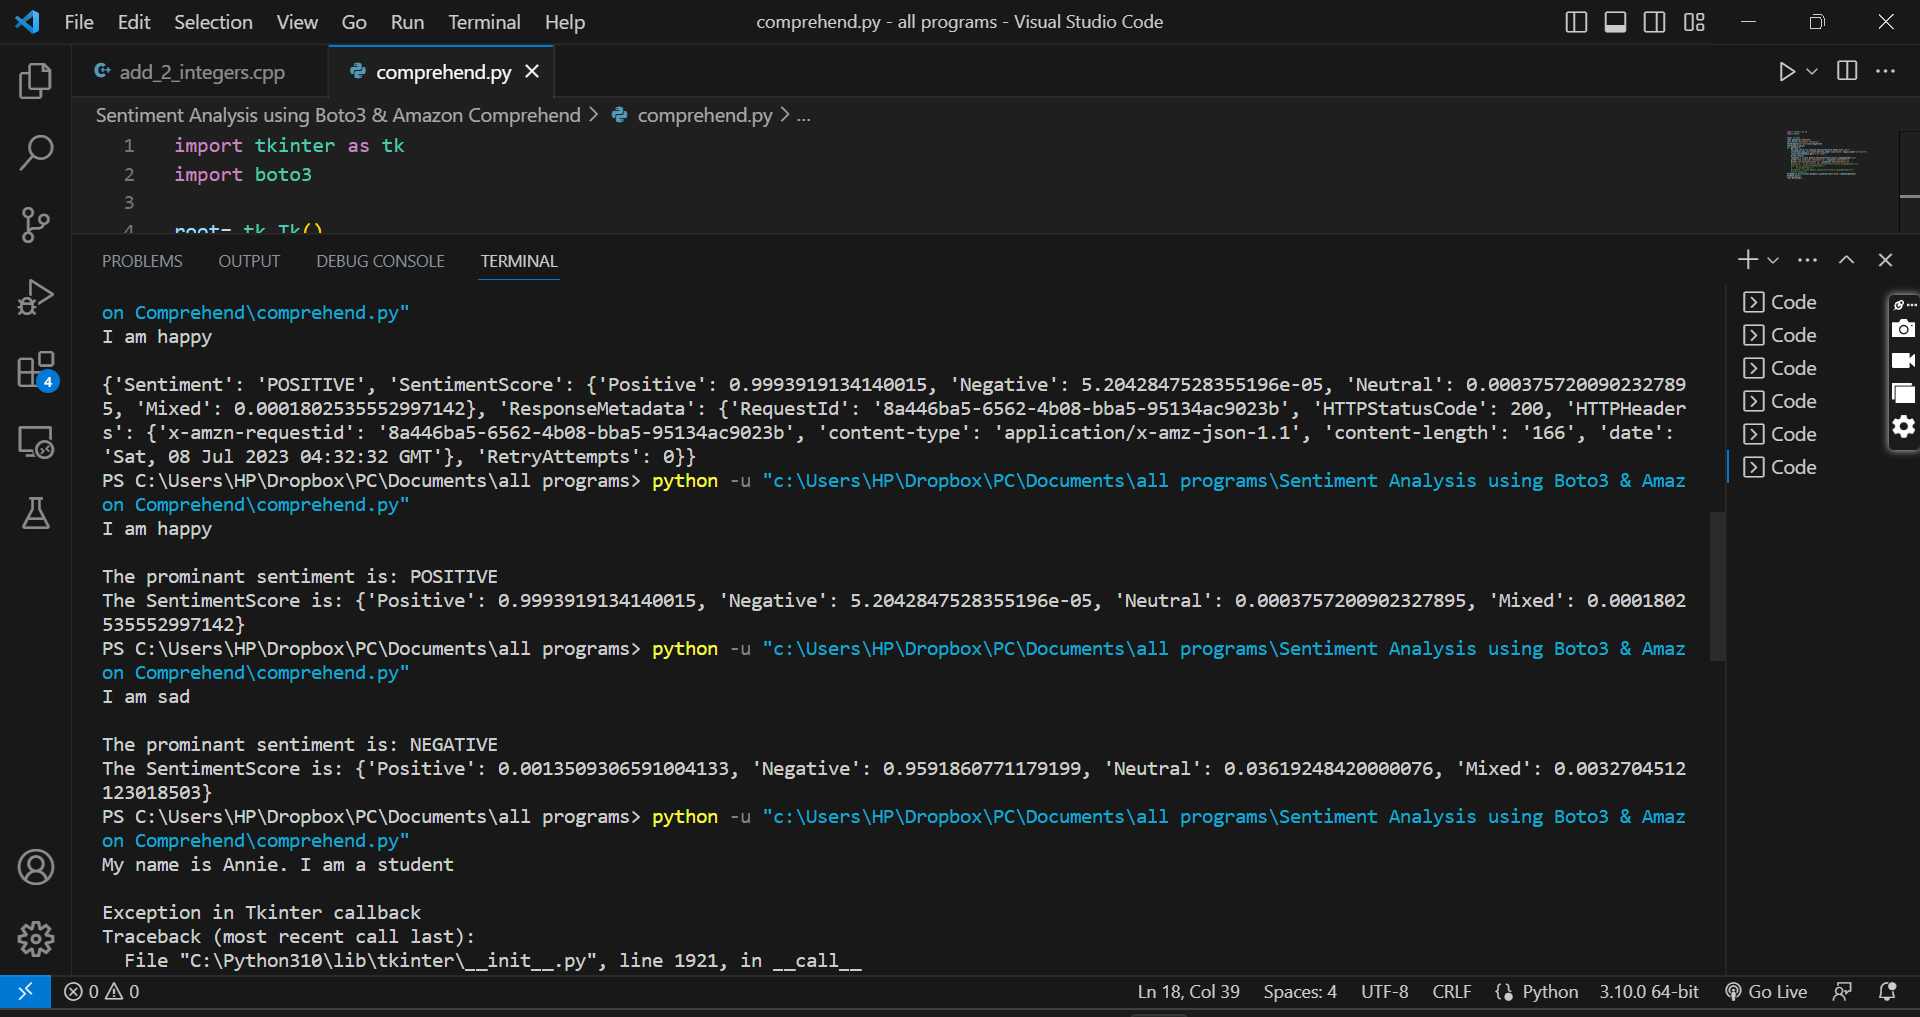 File Edit Selection View Go Run Terminal Help comprehend.py - all programs - Visual Studio Code
add_2_integers.cpp comprehend.py
Sentiment Analysis using Boto3 & Amazon Comprehend > comprehend.py > ...
1 import tkinter as tk
2 import boto3
3
4 root= tk.Tk()
PROBLEMS OUTPUT DEBUG CONSOLE TERMINAL
on Comprehend\comprehend.py"
I am happy
{'Sentiment': 'POSITIVE', 'SentimentScore': {'Positive': 0.9993919134140015, 'Negative': 5.2042847528355196e-05, 'Neutral': 0.000375720090232789
5, 'Mixed': 0.0001802535552997142}, 'ResponseMetadata': {'RequestId': '8a446ba5-6562-4b08-bba5-95134ac9023b', 'HTTPStatusCode': 200, 'HTTPHeader
s': {'x-amzn-requestid': '8a446ba5-6562-4b08-bba5-95134ac9023b', 'content-type': 'application/x-amz-json-1.1', 'content-length': '166', 'date':
'Sat, 08 Jul 2023 04:32:32 GMT'}, 'RetryAttempts': 0}}
PS C:\Users\HP\Dropbox\PC\Documents\all programs> python -u "c:\Users\HP\Dropbox\PC\Documents\all programs\Sentiment Analysis using Boto3 & Amaz
on Comprehend\comprehend.py"
I am happy
The prominant sentiment is: POSITIVE
The SentimentScore is: {'Positive': 0.9993919134140015, 'Negative': 5.2042847528355196e-05, 'Neutral': 0.0003757200902327895, 'Mixed': 0.0001802
535552997142}
PS C:\Users\HP\Dropbox\PC\Documents\all programs> python -u "c:\Users\HP\Dropbox\PC\Documents\all programs\Sentiment Analysis using Boto3 & Amaz
on Comprehend\comprehend.py"
I am sad
The prominant sentiment is: NEGATIVE
The SentimentScore is: {'Positive': 0.0013509306591004133, 'Negative': 0.9591860771179199, 'Neutral': 0.03619248420000076, 'Mixed': 0.0032704512
123018503}
PS C:\Users\HP\Dropbox\PC\Documents\all programs> python -u "c:\Users\HP\Dropbox\PC\Documents\all programs\Sentiment Analysis using Boto3 & Amaz
on Comprehend\comprehend.py"
My name is Annie. I am a student
Exception in Tkinter callback
Traceback (most recent call last):
File "C:\Python310\lib\tkinter\__init__.py", line 1921, in __call__
Code
Code
Code
Code
Code
Code
4
0 0 Ln 18, Col 39 Spaces: 4 UTF-8 CRLF Python 3.10.0 64-bit Go Live